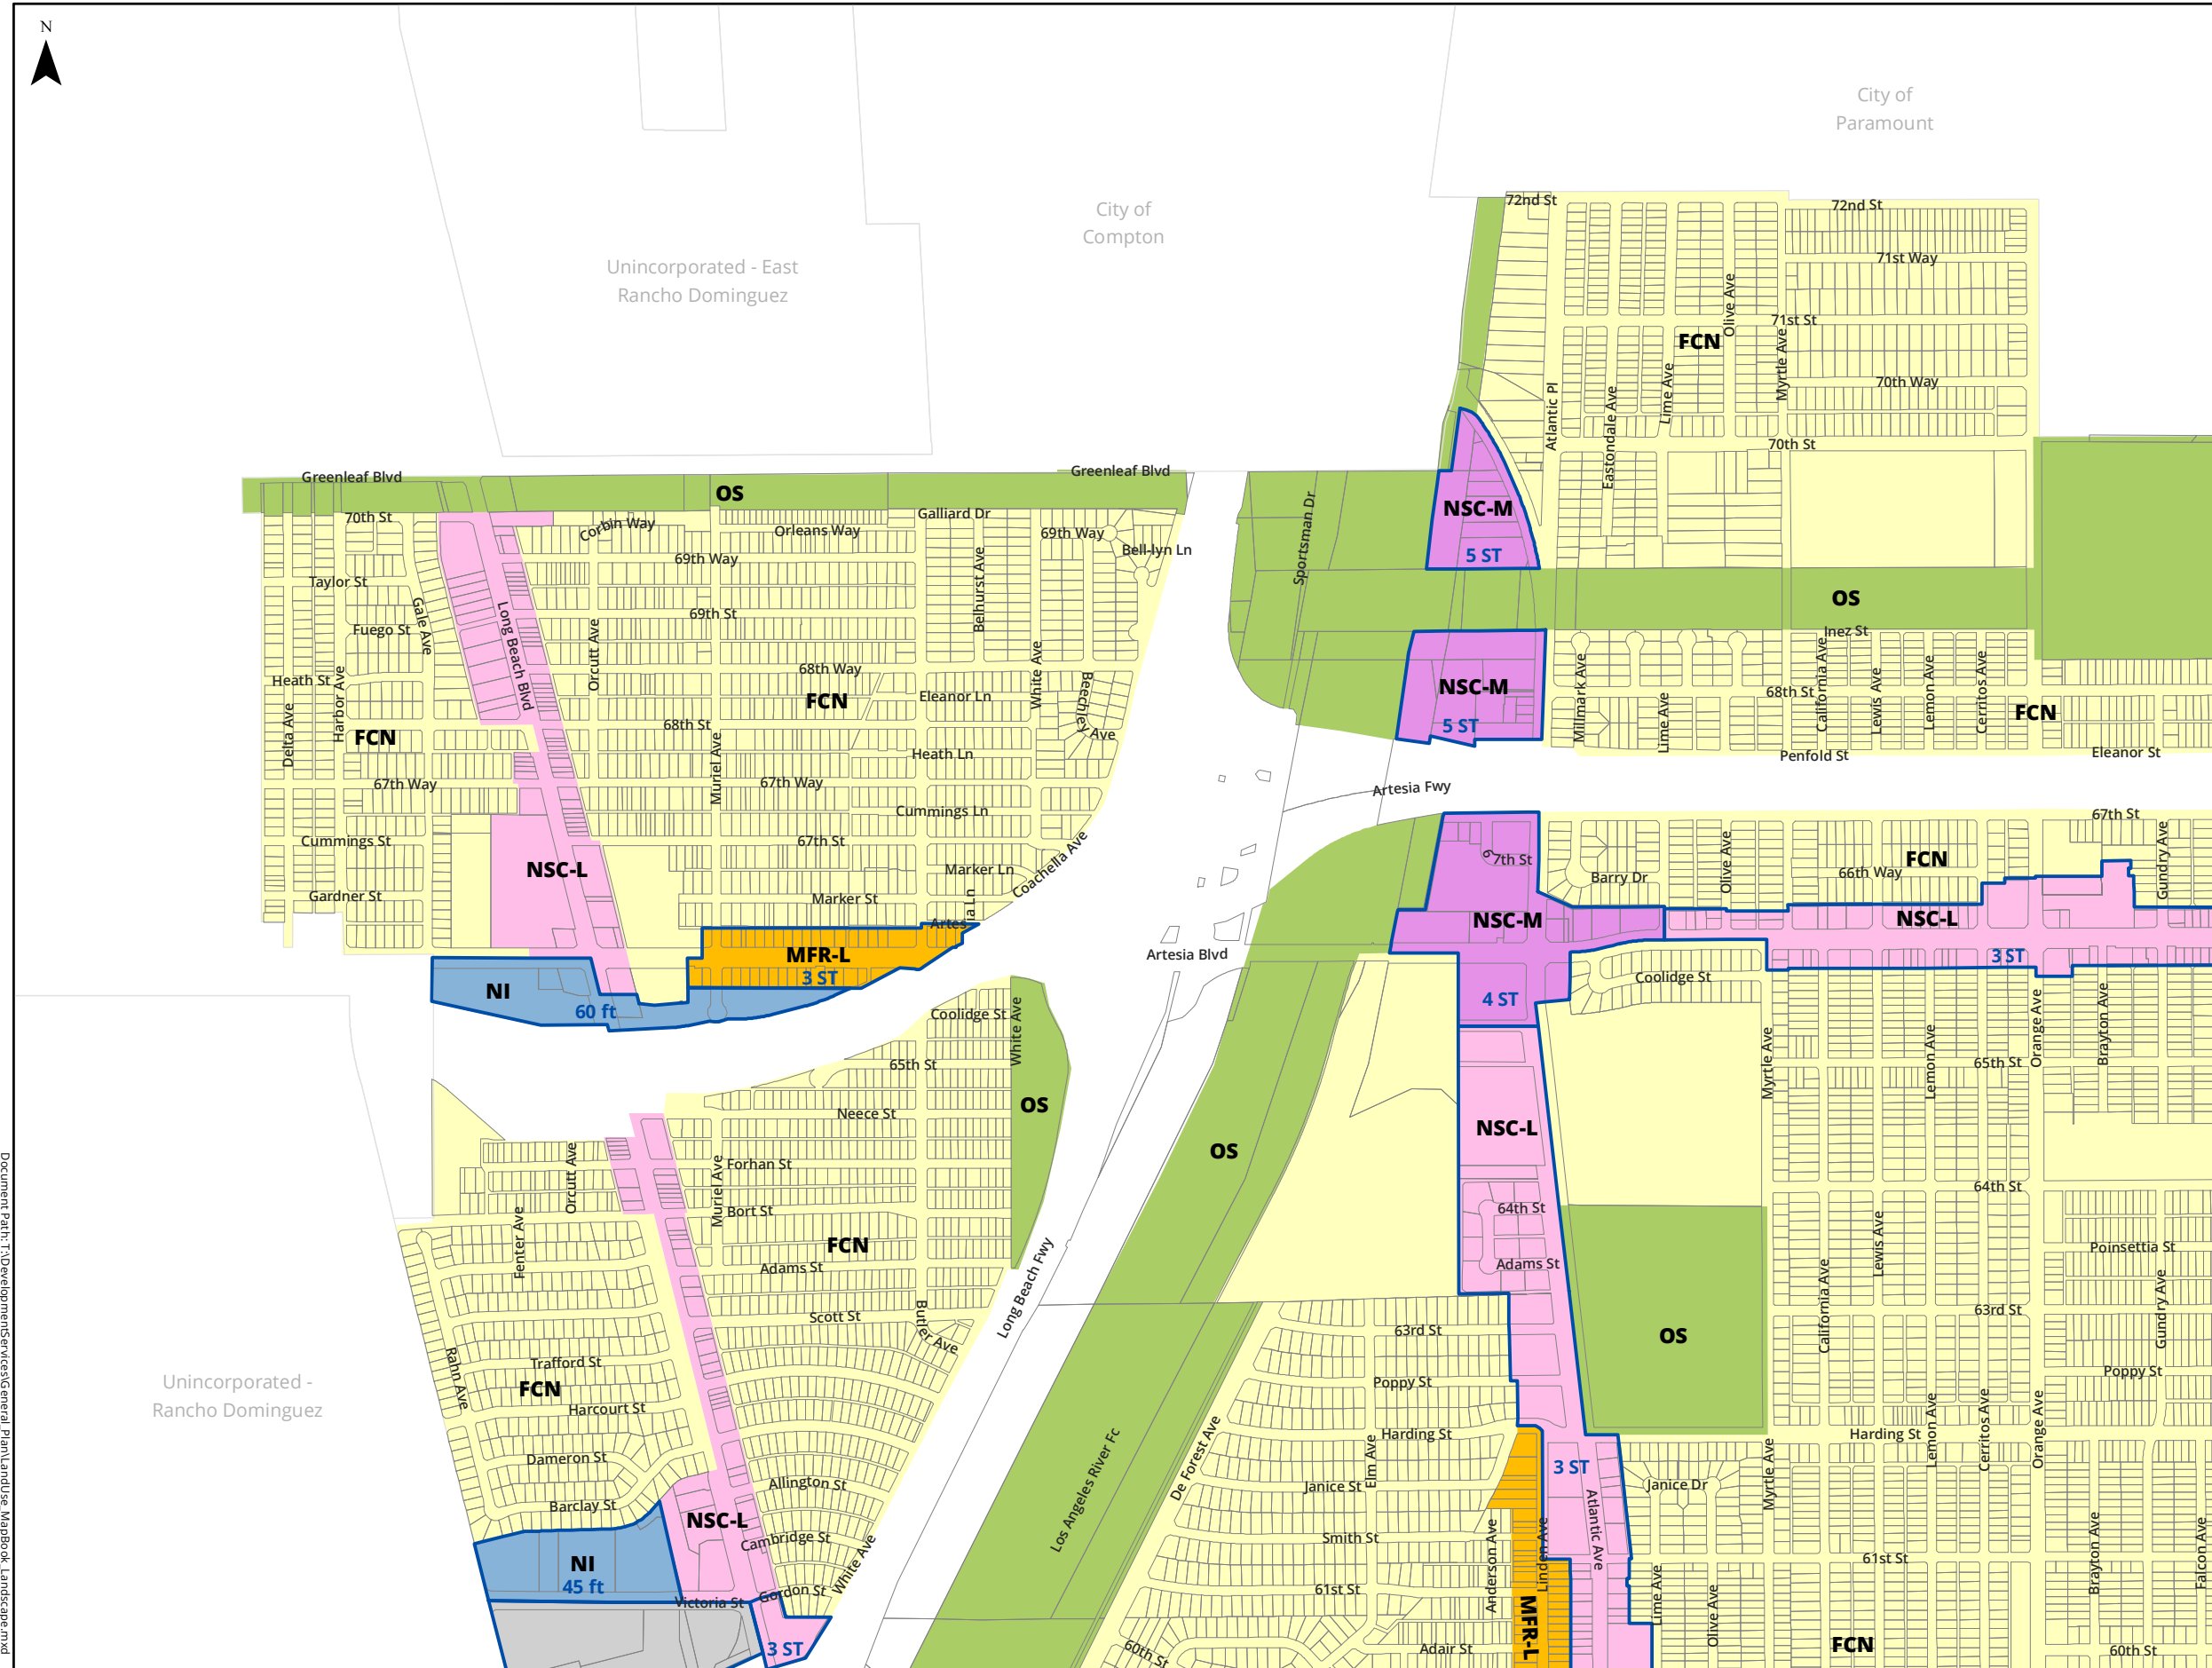 N
City of
Paramount
72nd St
72nd St
City of
Compton
71st Way
Unincorporated - East
Rancho Dominguez
Olive Ave
71st St
FCN
Myrtle Ave
70th Way
Lime Ave
Atlantic Pl
Eastondale Ave
70th St
Greenleaf Blvd
Greenleaf Blvd
OS
NSC-M
5 ST
Sportsman Dr
70th St
Corbin Way
Orleans Way
Galliard Dr
69th Way
Bell-lyn Ln
69th Way
Taylor St
Belhurst Ave
OS
Gale Ave
Fuego St
69th St
Long Beach Blvd
Orcutt Ave
Inez St
68th Way
White Ave
Heath St
Harbor Ave
FCN
Eleanor Ln
Beechley Ave
NSC-M
5 ST
Millmark Ave
Lime Ave
68th St
California Ave
Lewis Ave
Lemon Ave
Cerritos Ave
FCN
Delta Ave
FCN
68th St
Muriel Ave
Heath Ln
Penfold St
Eleanor St
67th Way
67th Way
Artesia Fwy
Cummings Ln
67th St
Cummings St
67th St
Coachella Ave
67th St
Olive Ave
FCN
Gundry Ave
NSC-L
Marker Ln
Barry Dr
66th Way
Gardner St
Marker St
Artesia Ln
NSC-M
NSC-L
MFR-L
3 ST
Artesia Blvd
3 ST
Coolidge St
NI
60 ft
4 ST
Coolidge St
White Ave
Orange Ave
Brayton Ave
Myrtle Ave
Lemon Ave
65th St
65th St
OS
Neece St
NSC-L
OS
Orcutt Ave
Forhan St
Muriel Ave
64th St
Bort St
64th St
Fenter Ave
FCN
Lewis Ave
Poinsettia St
Adams St
Adams St
Long Beach Fwy
California Ave
Gundry Ave
Scott St
Butler Ave
63rd St
63rd St
OS
Rahn Ave
Trafford St
Poppy St
Poppy St
FCN
Unincorporated -
Rancho Dominguez
Harcourt St
De Forest Ave
Harding St
Elm Ave
Lemon Ave
Cerritos Ave
Orange Ave
Harding St
Dameron St
Los Angeles River Fc
3 ST
Myrtle Ave
Allington St
Janice St
Janice Dr
Barclay St
NSC-L
Atlantic Ave
Cambridge St
White Ave
Smith St
Anderson Ave
Linden Ave
NI
45 ft
61st St
Brayton Ave
Falcon Ave
Gordon St
61st St
Victoria St
Lime Ave
Olive Ave
MFR-L
3 ST
60th St
Adair St
FCN
60th St
Document Path: T:\DevelopmentServices\General_Plan\LandUse_MapBook_Landscape.mxd